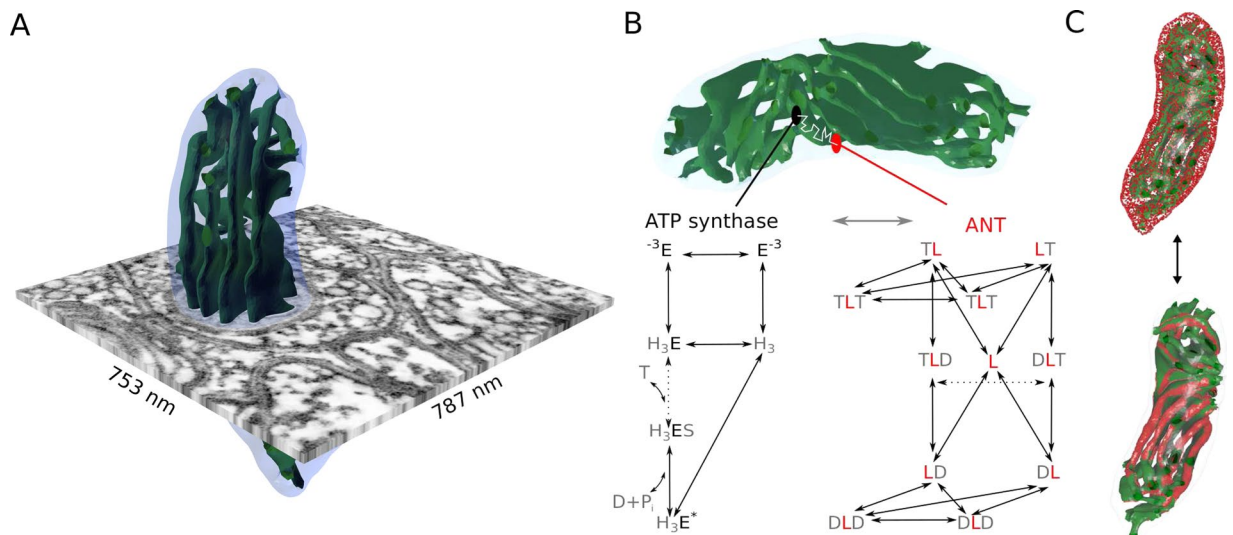 A
753 nm
787 nm
B
ATP synthase
ANT
⁻³E
E⁻³
H₃E
H₃
T
H₃ES
D+Pᵢ
H₃E*
TL
LT
TLT
TLT
TLD
L
DLT
LD
DL
DLD
DLD
C